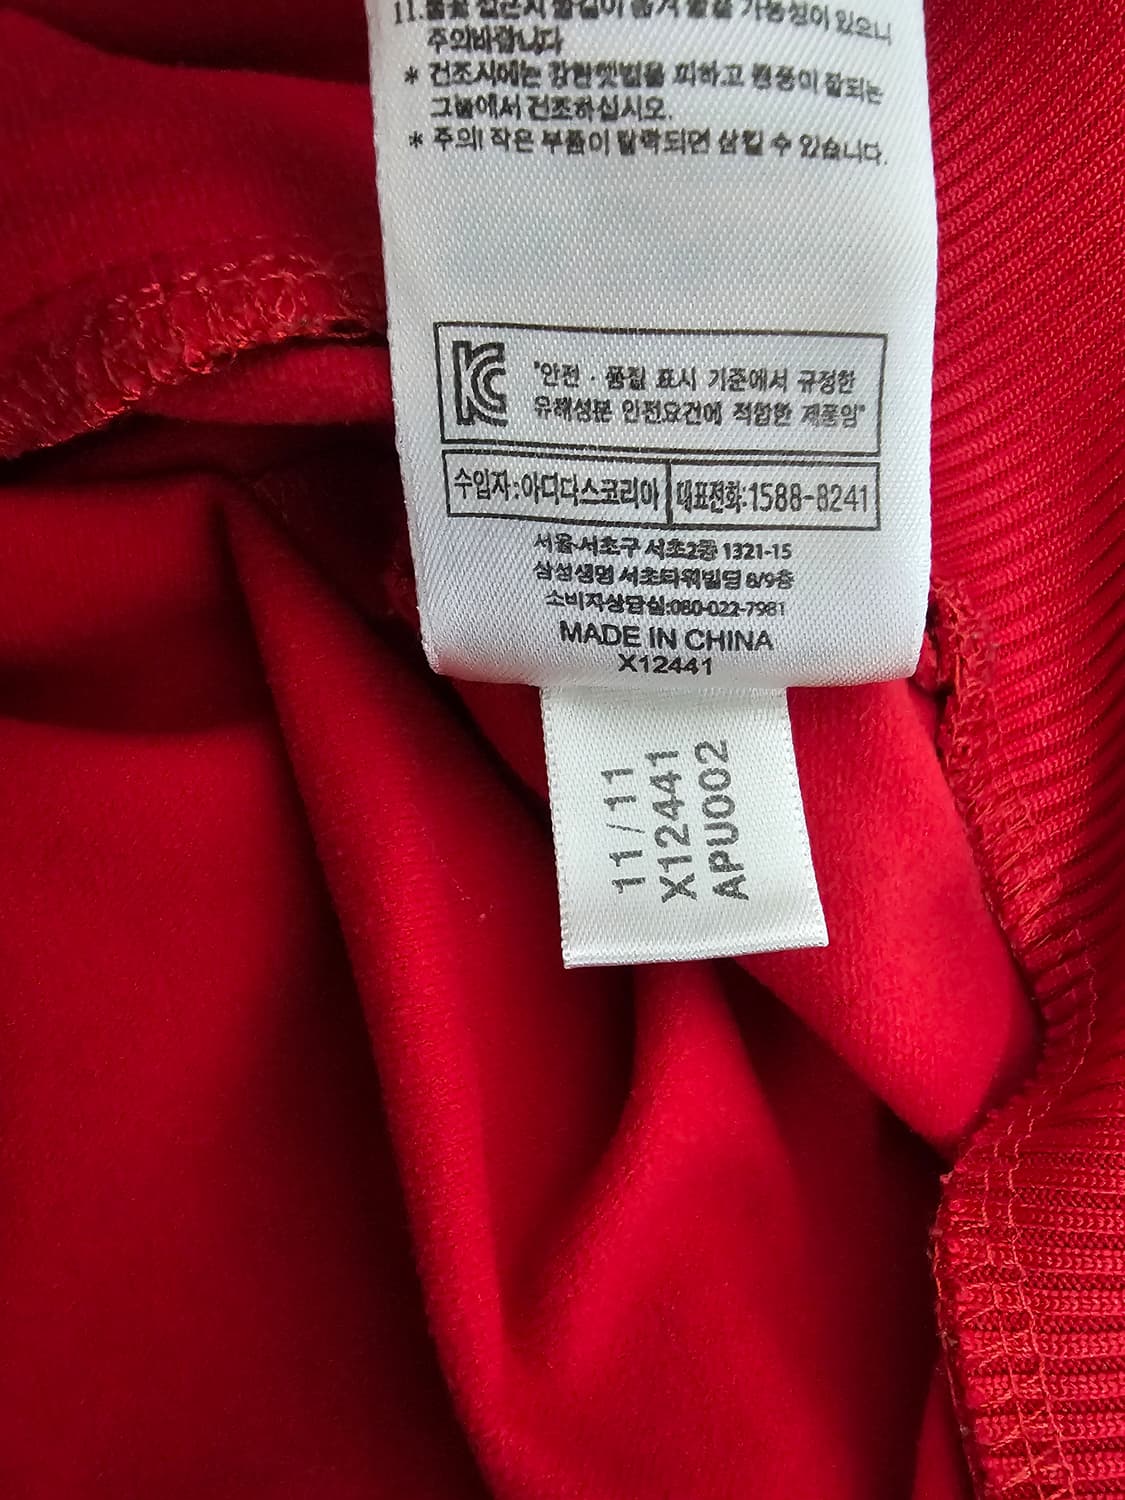 주의바랍니다
* 건조시에는 강한햇볕을 피하고 통풍이 잘되는
그늘에서 건조하십시오.
* 주의! 작은 부품이 탈락되면 삼킬 수 있습니다.
"안전 · 품질 표시 기준에서 규정한
유해성분 안전요건에 적합한 제품임"
수입자:아디다스코리아 대표전화:1588-8241
서울서초구 서초2동 1321-15
삼성생명 서초타워빌딩 8/9층
소비자상담실:080-022-7981
MADE IN CHINA
X12441
11/11
X12441
APU002